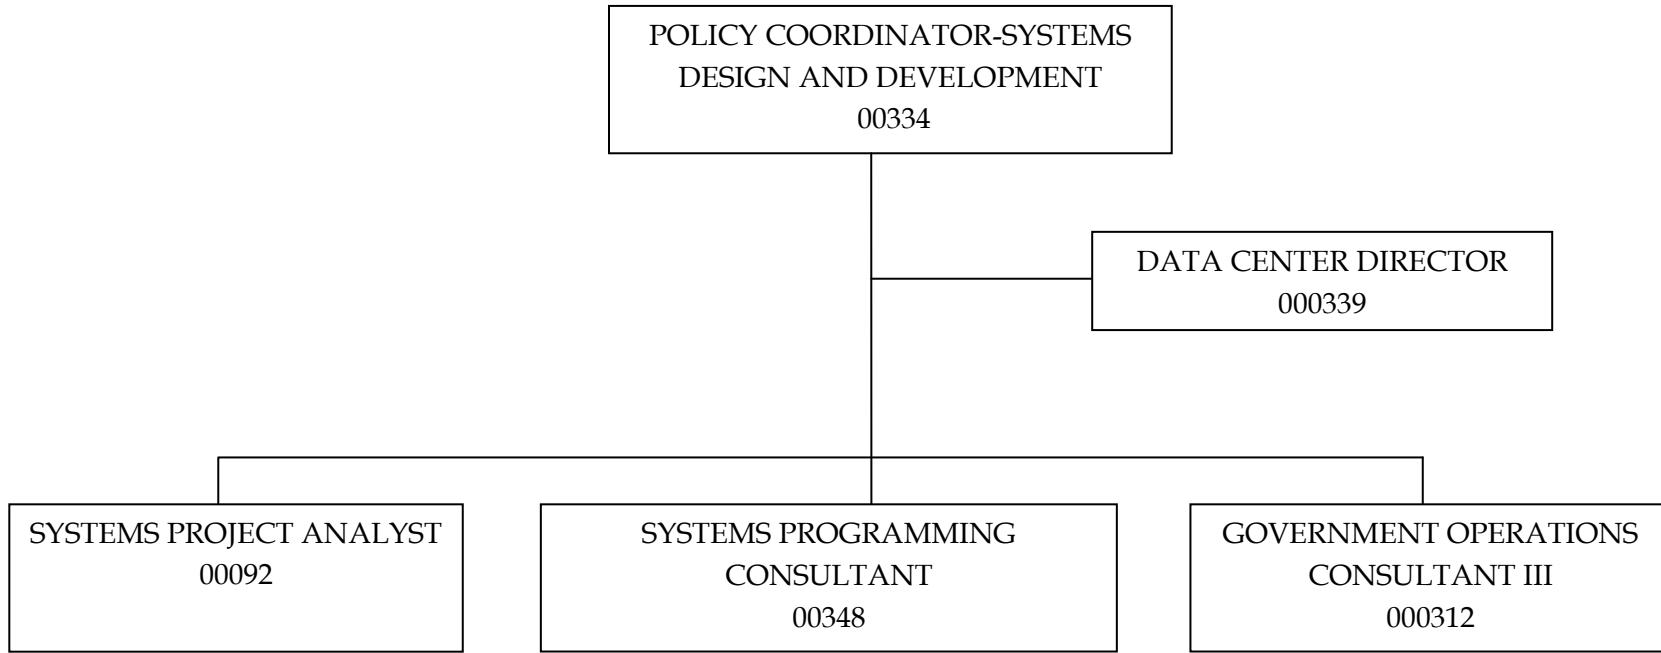 POLICY COORDINATOR-SYSTEMS
DESIGN AND DEVELOPMENT
00334
DATA CENTER DIRECTOR
000339
SYSTEMS PROJECT ANALYST
00092
SYSTEMS PROGRAMMING
CONSULTANT
00348
GOVERNMENT OPERATIONS
CONSULTANT III
000312